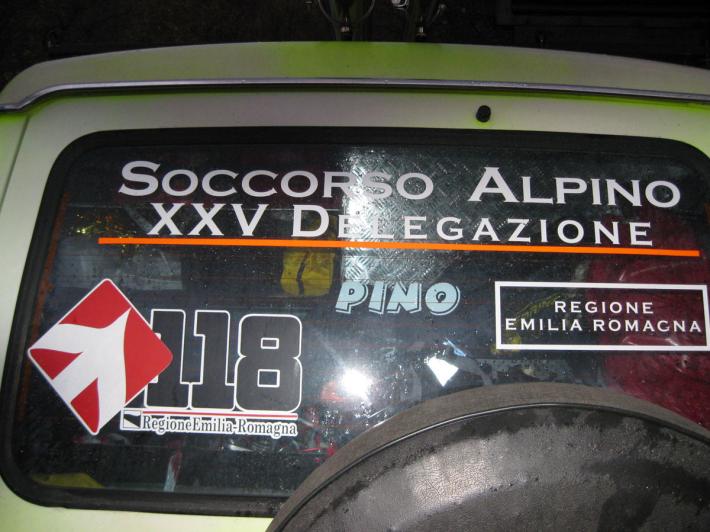 SOCCORSO ALPINO
XXV DELEGAZIONE
PINO
REGIONE
EMILIA ROMAGNA
118
RegioneEmilia-Romagna